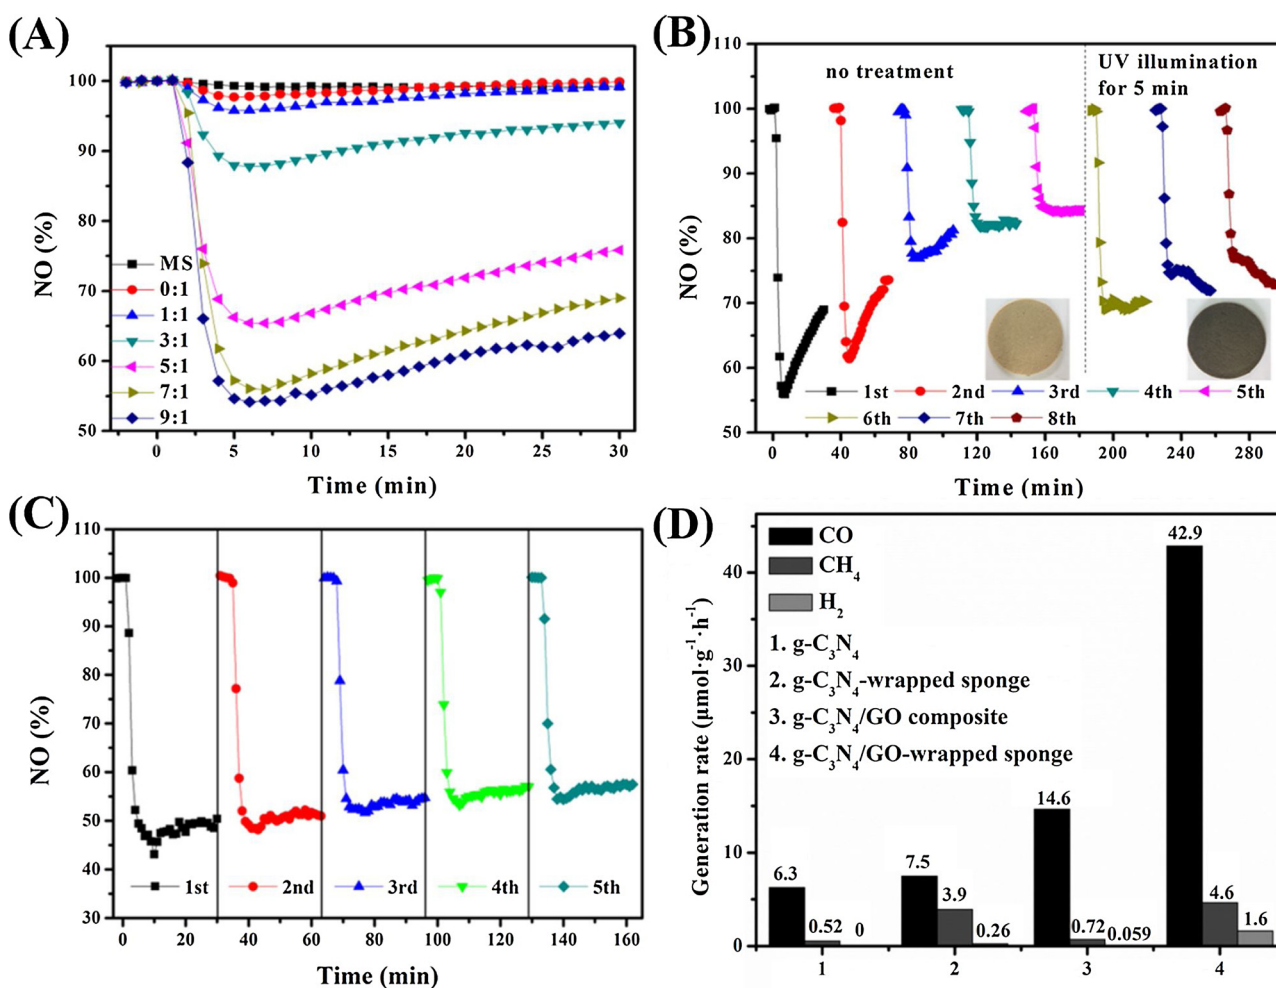 (A)
110
100
90
80
70
60
50
NO (%)
MS
0:1
1:1
3:1
5:1
7:1
9:1
0 5 10 15 20 25 30
Time (min)
(B)
110
100
90
80
70
60
50
NO (%)
no treatment
UV illumination
for 5 min
1st 2nd 3rd 4th 5th
6th 7th 8th
0 40 80 120 160 200 240 280
Time (min)
(C)
110
100
90
80
70
60
50
40
30
NO (%)
1st 2nd 3rd 4th 5th
0 20 40 60 80 100 120 140 160
Time (min)
(D)
40
30
20
10
0
Generation rate (μmol·g⁻¹·h⁻¹)
CO
CH₄
H₂
1. g-C₃N₄
2. g-C₃N₄-wrapped sponge
3. g-C₃N₄/GO composite
4. g-C₃N₄/GO-wrapped sponge
6.3 0.52 0
7.5 3.9 0.26
14.6 0.72 0.059
42.9 4.6 1.6
1 2 3 4